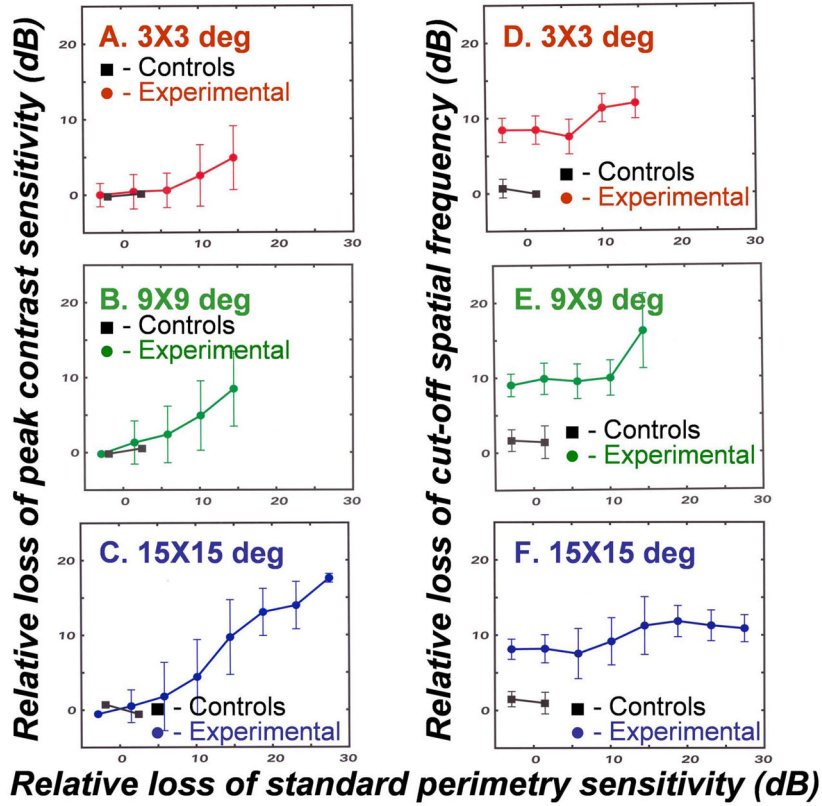 Relative loss of peak contrast sensitivity (dB)
A. 3X3 deg
- Controls
- Experimental
20
10
0
0 10 20 30
B. 9X9 deg
- Controls
- Experimental
20
10
0
0 10 20 30
C. 15X15 deg
- Controls
- Experimental
20
10
0
0 10 20 30
Relative loss of cut-off spatial frequency (dB)
D. 3X3 deg
- Controls
- Experimental
20
10
0
0 10 20 30
E. 9X9 deg
- Controls
- Experimental
20
10
0
0 10 20 30
F. 15X15 deg
- Controls
- Experimental
20
10
0
0 10 20 30
Relative loss of standard perimetry sensitivity (dB)